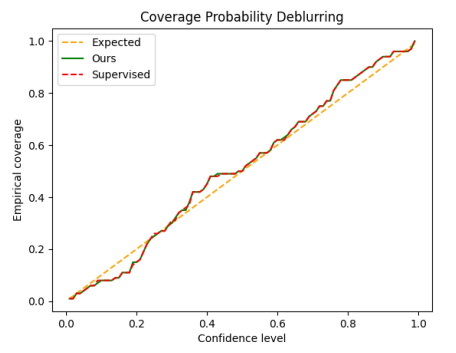 Coverage Probability Deblurring
Expected
Ours
Supervised
Empirical coverage
1.0
0.8
0.6
0.4
0.2
0.0
0.0 0.2 0.4 0.6 0.8 1.0
Confidence level